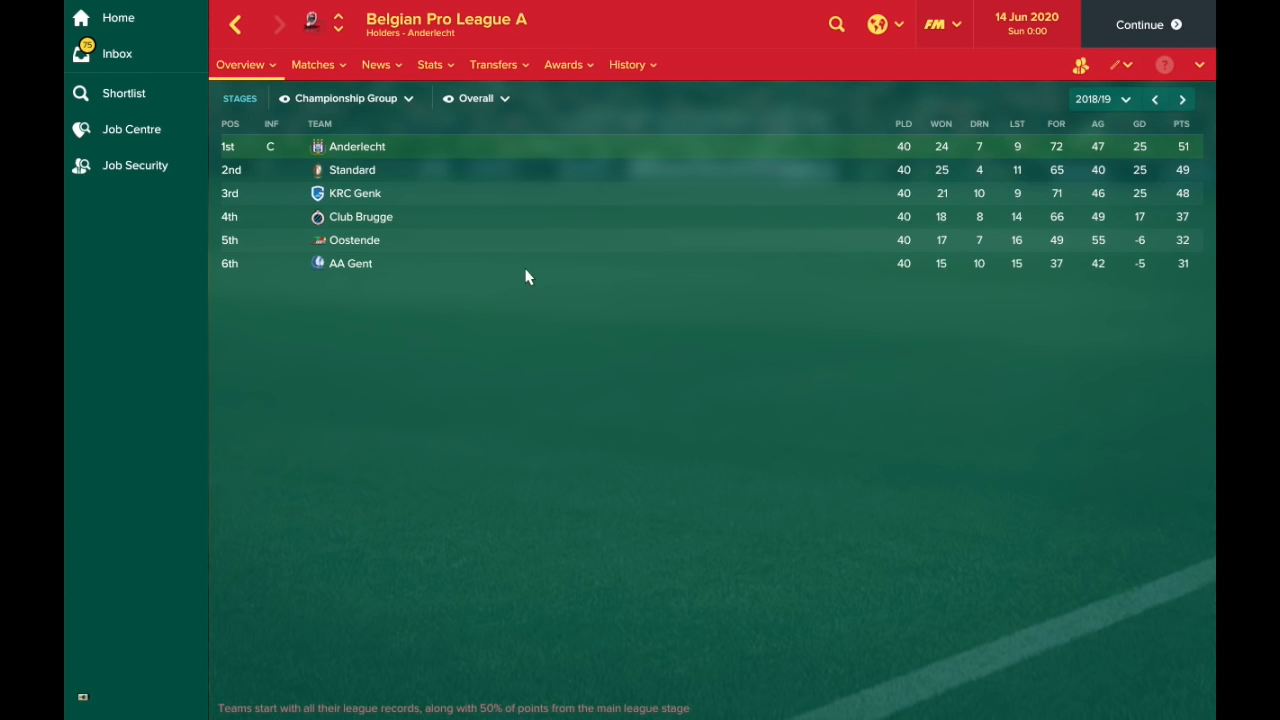 Home
75
Inbox
Shortlist
Job Centre
Job Security
Belgian Pro League A
Holders - Anderlecht
FM
14 Jun 2020
Sun 0:00
Continue
Overview Matches News Stats Transfers Awards History
?
STAGES Championship Group Overall 2018/19
POS INF TEAM PLD WON DRN LST FOR AG GD PTS
1st C Anderlecht 40 24 7 9 72 47 25 51
2nd Standard 40 25 4 11 65 40 25 49
3rd KRC Genk 40 21 10 9 71 46 25 48
4th Club Brugge 40 18 8 14 66 49 17 37
5th Oostende 40 17 7 16 49 55 -6 32
6th AA Gent 40 15 10 15 37 42 -5 31
Teams start with all their league records, along with 50% of points from the main league stage